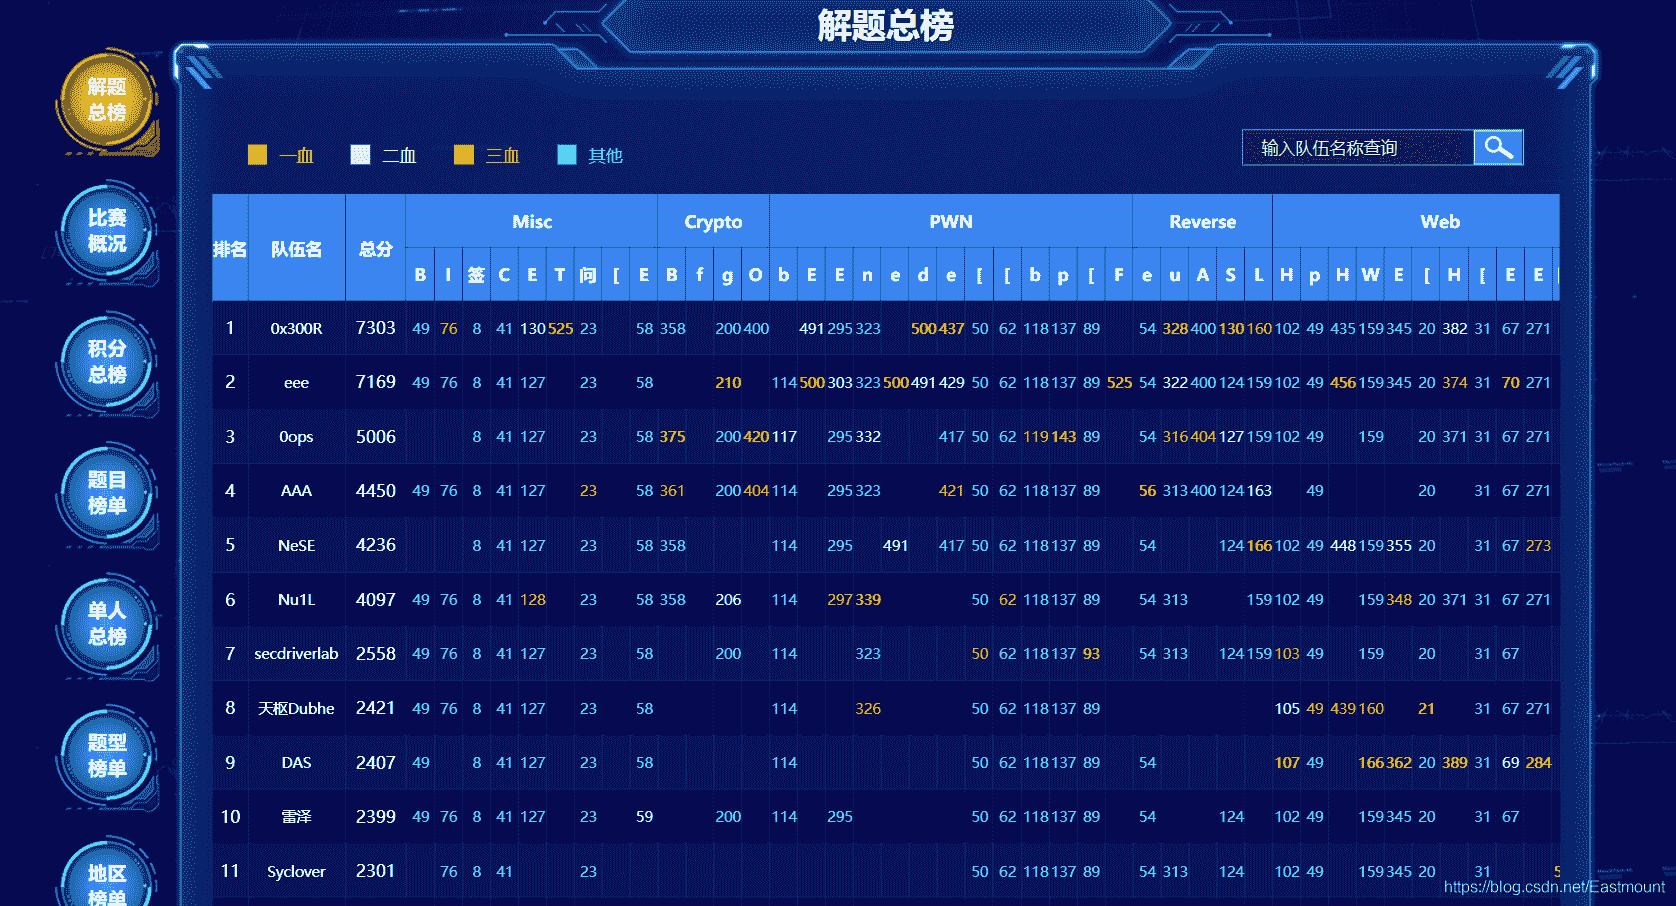 解题总榜
解题
总榜
比赛
概况
积分
总榜
题目
榜单
单人
总榜
题型
榜单
地区
榜单
一血 二血 三血 其他
输入队伍名称查询
排名 队伍名 总分 Misc Crypto PWN Reverse Web
B I 签 C E T 问 [ E B f g O b E E n e d e [ [ b p [ F e u A S L H p H W E [ H [ E E [
1 0x300R 7303 49 76 8 41 130 525 23 58 358 200 400 491 295 323 500 437 50 62 118 137 89 54 328 400 130 160 102 49 435 159 345 20 382 31 67 271
2 eee 7169 49 76 8 41 127 23 58 210 114 500 303 323 500 491 429 50 62 118 137 89 525 54 322 400 124 159 102 49 456 159 345 20 374 31 70 271
3 0ops 5006 8 41 127 23 58 375 200 420 117 295 332 417 50 62 119 143 89 54 316 404 127 159 102 49 159 20 371 31 67 271
4 AAA 4450 49 76 8 41 127 23 58 361 200 404 114 295 323 421 50 62 118 137 89 56 313 400 124 163 49 20 31 67 271
5 NeSE 4236 8 41 127 23 58 358 114 295 491 417 50 62 118 137 89 54 124 166 102 49 448 159 355 20 31 67 273
6 Nu1L 4097 49 76 8 41 128 23 58 358 206 114 297 339 50 62 118 137 89 54 313 159 102 49 159 348 20 371 31 67 271
7 secdriverlab 2558 49 76 8 41 127 23 58 200 114 323 50 62 118 137 93 54 313 124 159 103 49 159 20 31 67
8 天枢Dubhe 2421 49 76 8 41 127 23 58 114 326 50 62 118 137 89 105 49 439 160 21 31 67 271
9 DAS 2407 49 8 41 127 23 58 114 50 62 118 137 89 54 107 49 166 362 20 389 31 69 284
10 雷泽 2399 49 76 8 41 127 23 59 200 114 295 50 62 118 137 89 54 124 102 49 159 345 20 31 67
11 Syclover 2301 76 8 41 23 50 62 118 137 89 54 313 124 102 49 159 345 20 31 5
https://blog.csdn.net/Eastmount